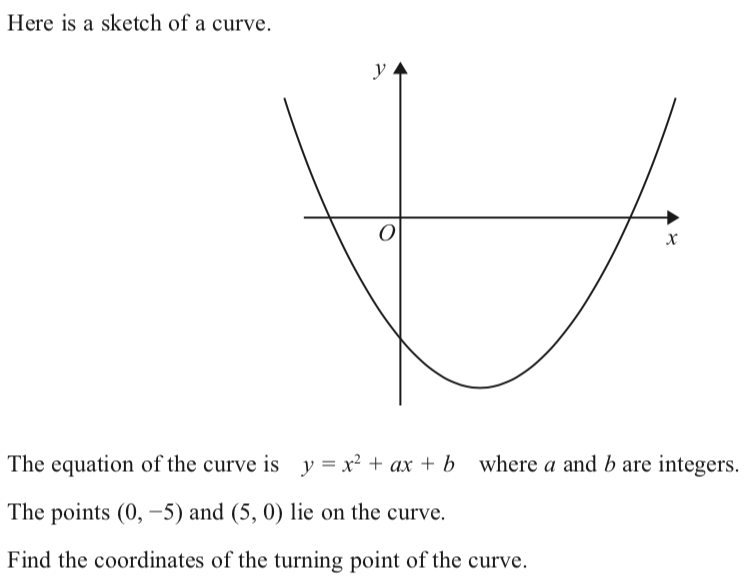 Here is a sketch of a curve.
y
O
x
The equation of the curve is y = x² + ax + b where a and b are integers.
The points (0, −5) and (5, 0) lie on the curve.
Find the coordinates of the turning point of the curve.